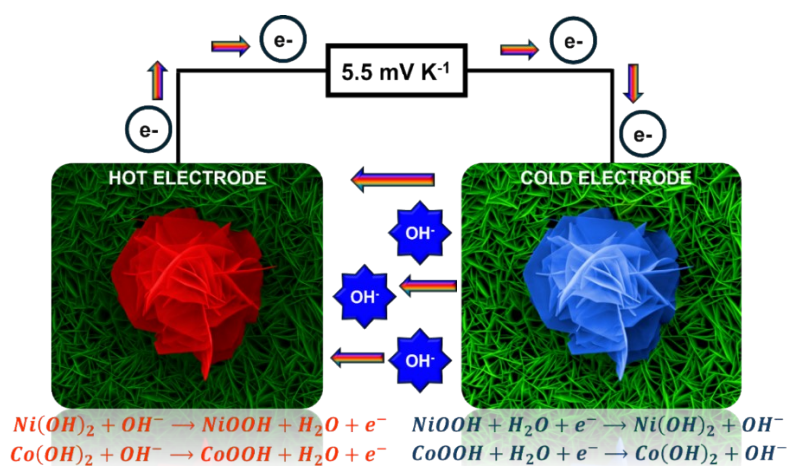 e-
e-
5.5 mV K⁻¹
e-
e-
HOT ELECTRODE
COLD ELECTRODE
OH⁻
OH⁻
OH⁻
Ni(OH)₂ + OH⁻ → NiOOH + H₂O + e⁻
Co(OH)₂ + OH⁻ → CoOOH + H₂O + e⁻
NiOOH + H₂O + e⁻ → Ni(OH)₂ + OH⁻
CoOOH + H₂O + e⁻ → Co(OH)₂ + OH⁻